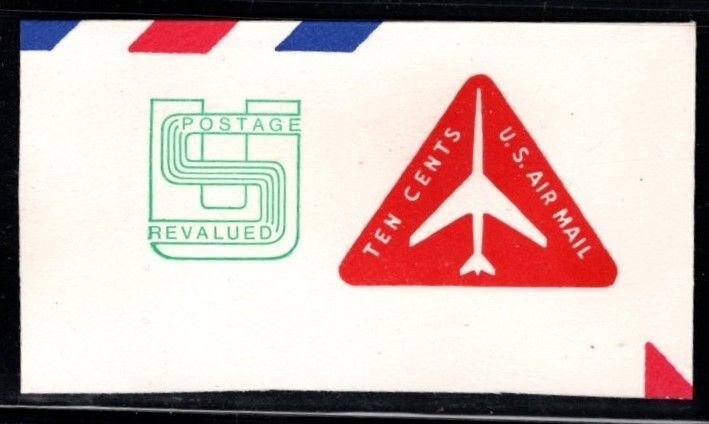 POSTAGE
REVALUED
TEN CENTS
U.S. AIR MAIL